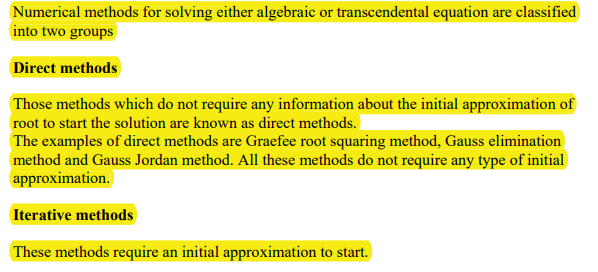 Numerical methods for solving either algebraic or transcendental equation are classified
into two groups
Direct methods
Those methods which do not require any information about the initial approximation of
root to start the solution are known as direct methods.
The examples of direct methods are Graefee root squaring method, Gauss elimination
method and Gauss Jordan method. All these methods do not require any type of initial
approximation.
Iterative methods
These methods require an initial approximation to start.